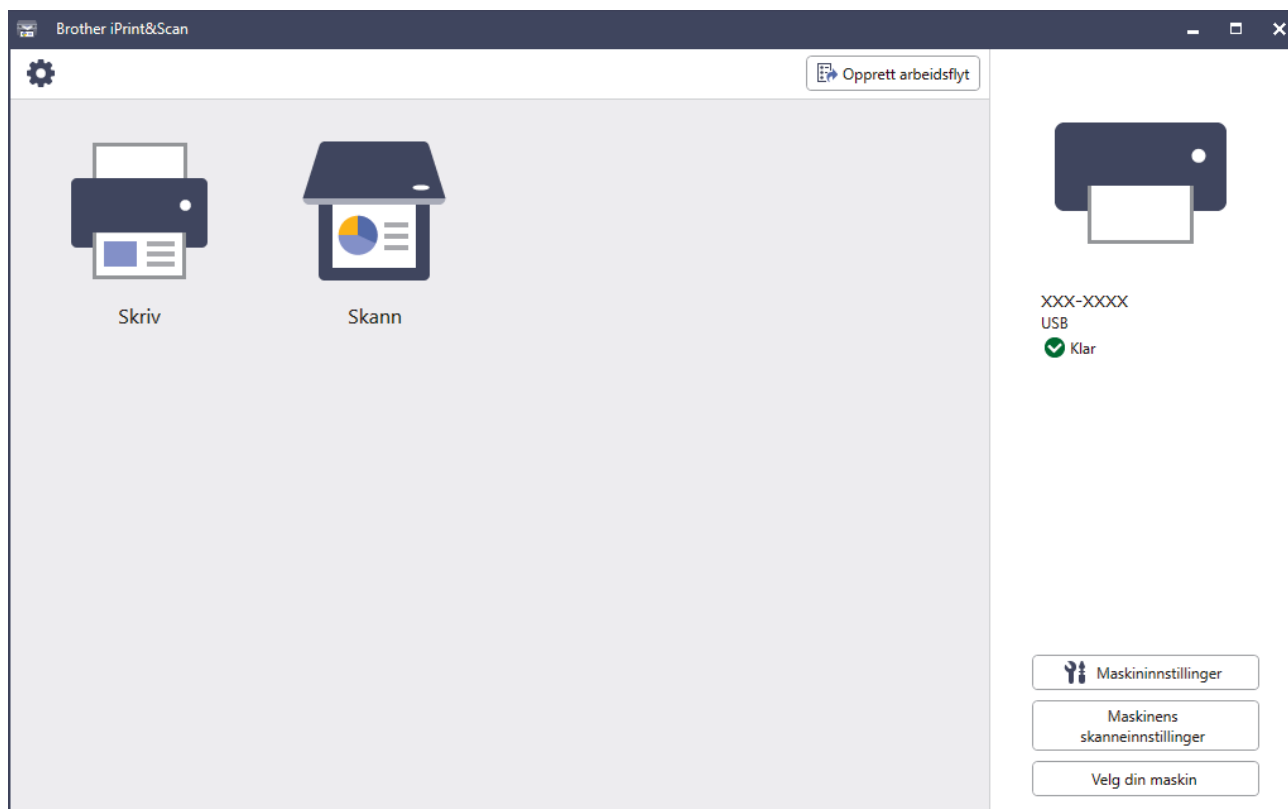 Brother iPrint&Scan
Opprett arbeidsflyt
Skriv
Skann
XXX-XXXX
USB
Klar
Maskininnstillinger
Maskinens
skanneinnstillinger
Velg din maskin